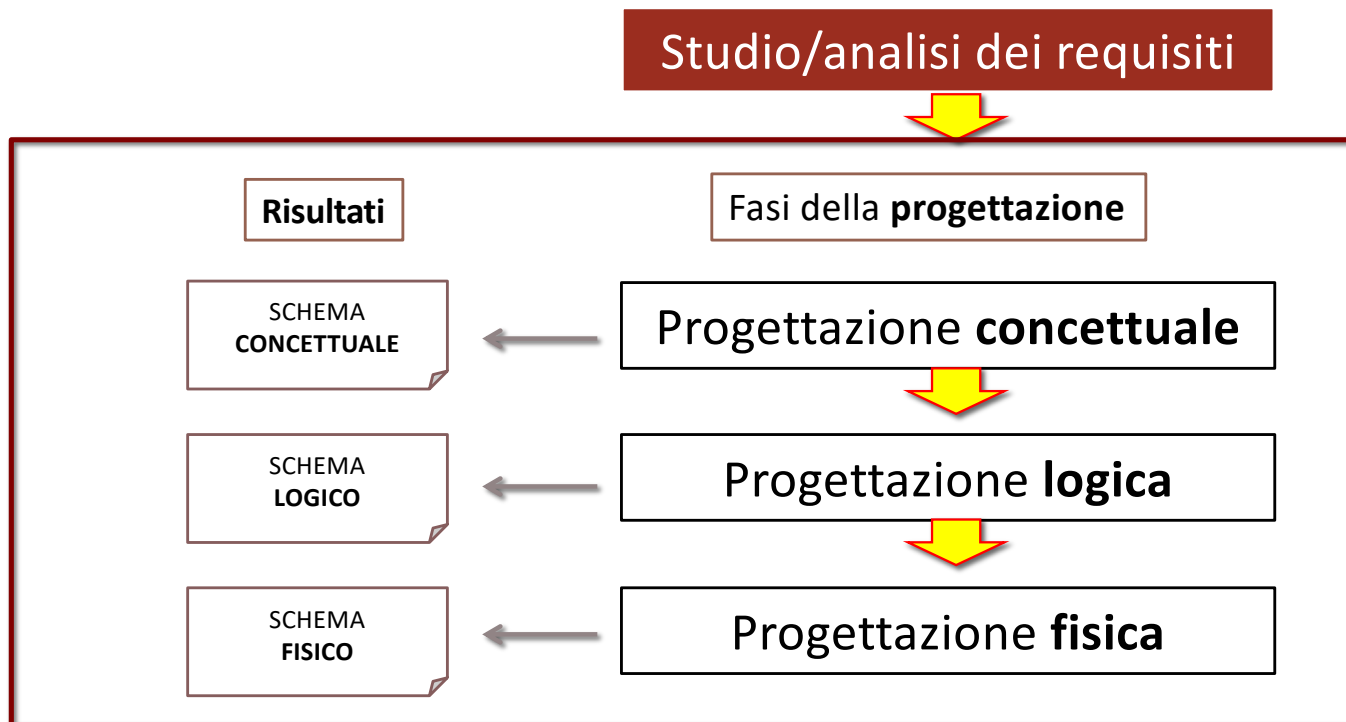 Studio/analisi dei requisiti
Risultati
Fasi della progettazione
SCHEMA
CONCETTUALE
Progettazione concettuale
SCHEMA
LOGICO
Progettazione logica
SCHEMA
FISICO
Progettazione fisica